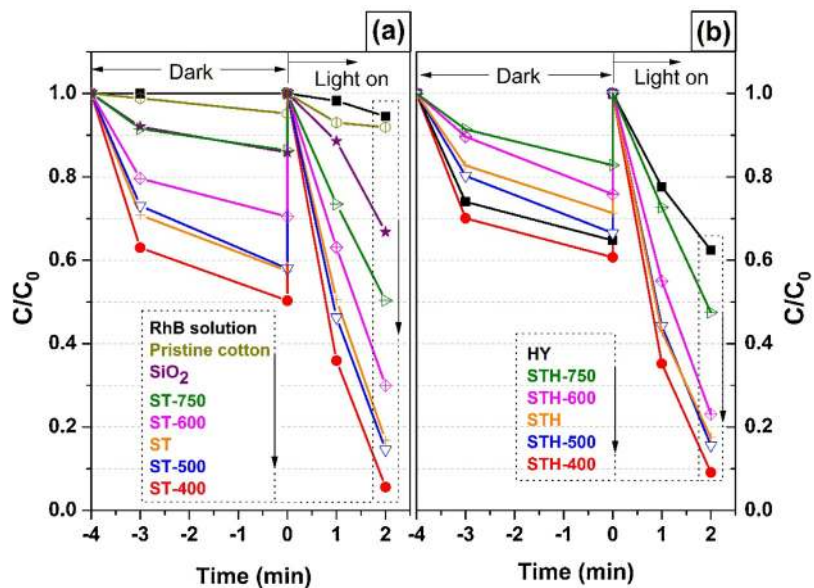 (a)
Dark
Light on
C/C0
1.0
0.8
0.6
0.4
0.2
0.0
RhB solution
Pristine cotton
SiO2
ST-750
ST-600
ST
ST-500
ST-400
-4 -3 -2 -1 0 1 2
Time (min)
(b)
Dark
Light on
HY
STH-750
STH-600
STH
STH-500
STH-400
-4 -3 -2 -1 0 1 2
Time (min)
1.0
0.8
0.6
0.4
0.2
0.0
C/C0